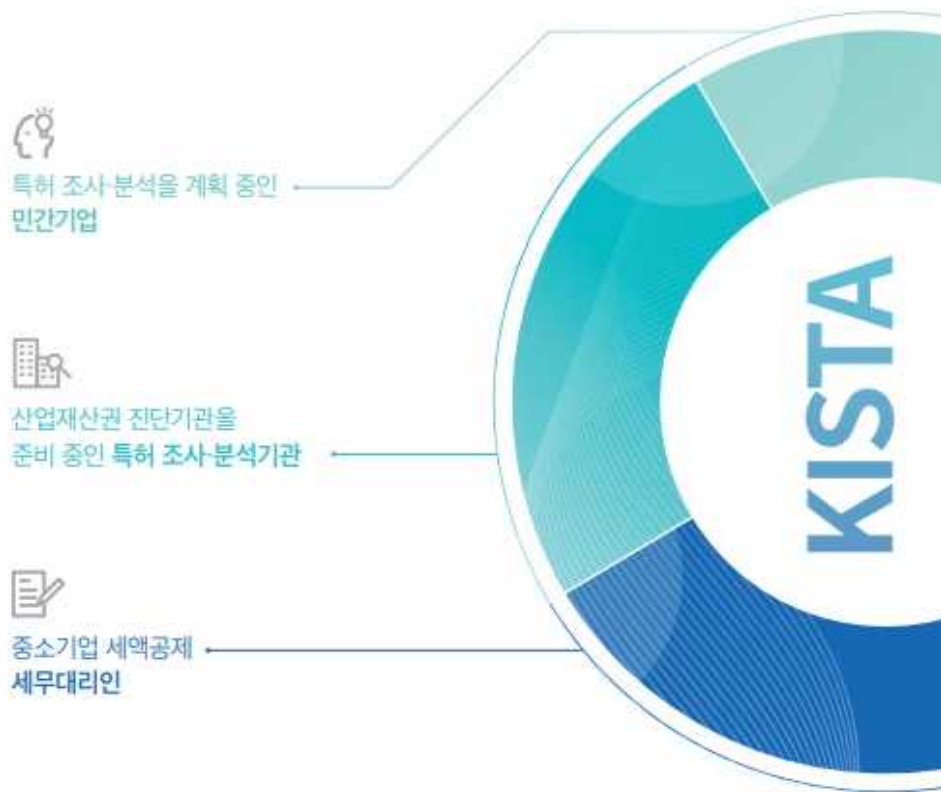 특허 조사·분석을 계획 중인
민간기업
산업재산권 진단기관을
준비 중인 특허 조사·분석기관
중소기업 세액공제
세무대리인
KISTA